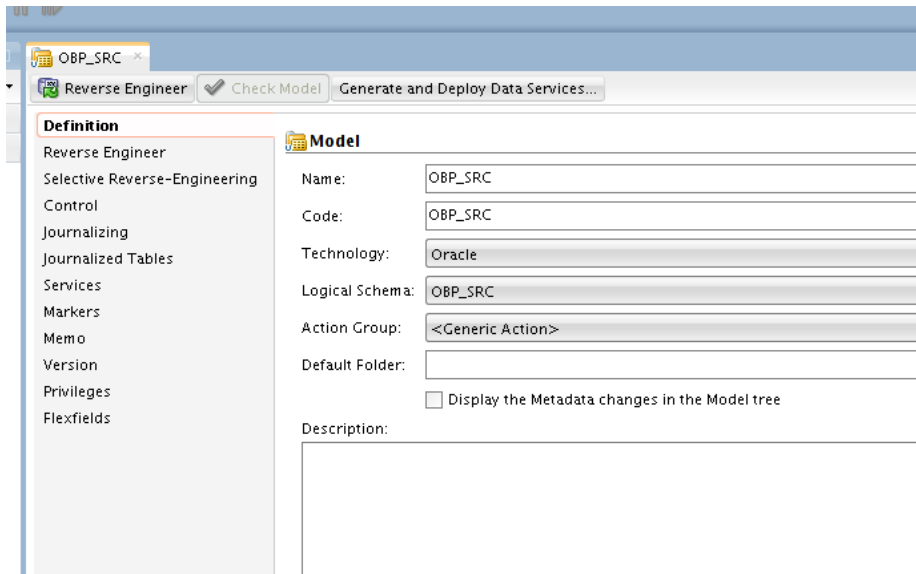 OBP_SRC
Reverse Engineer Check Model Generate and Deploy Data Services...
Definition
Reverse Engineer
Selective Reverse-Engineering
Control
Journalizing
Journalized Tables
Services
Markers
Memo
Version
Privileges
Flexfields
Model
Name: OBP_SRC
Code: OBP_SRC
Technology: Oracle
Logical Schema: OBP_SRC
Action Group: <Generic Action>
Default Folder:
Display the Metadata changes in the Model tree
Description: